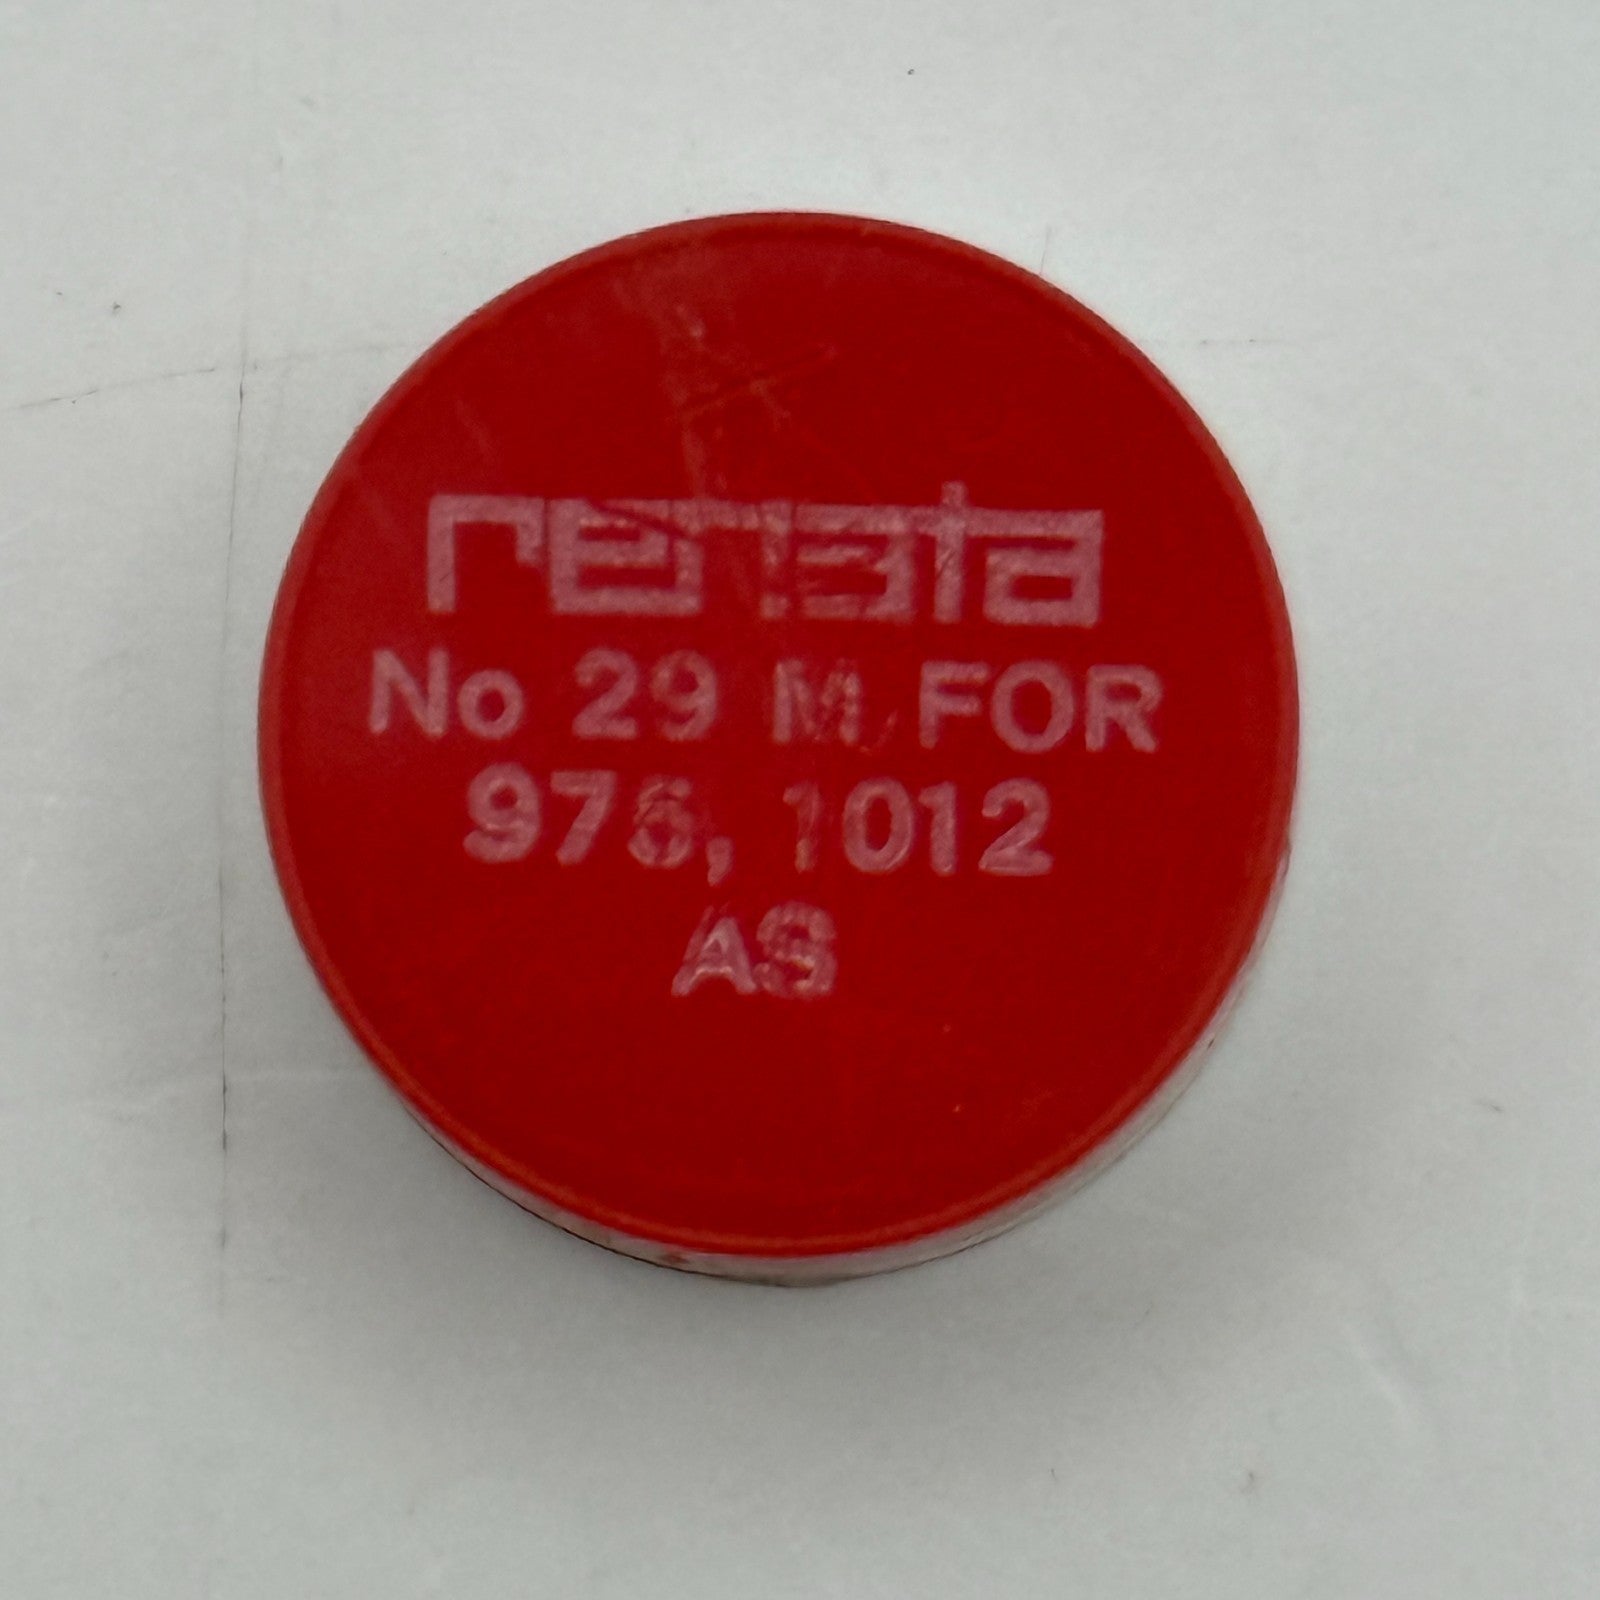 renata
No 29 M FOR
976, 1012
AS